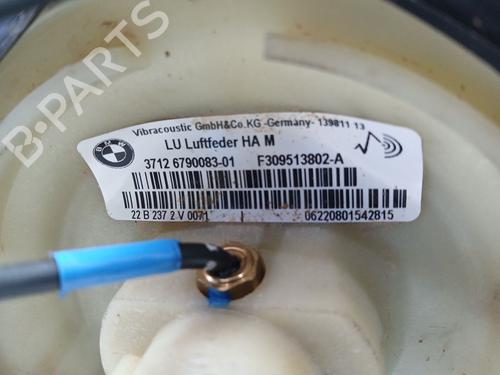 B-PARTS
Vibracoustic GmbH&Co.KG -Germany- 139811 13
BMW
LU Luftfeder HA M
3712 6790083-01 F309513802-A
22 B 237 2 V 0071 06220801542815